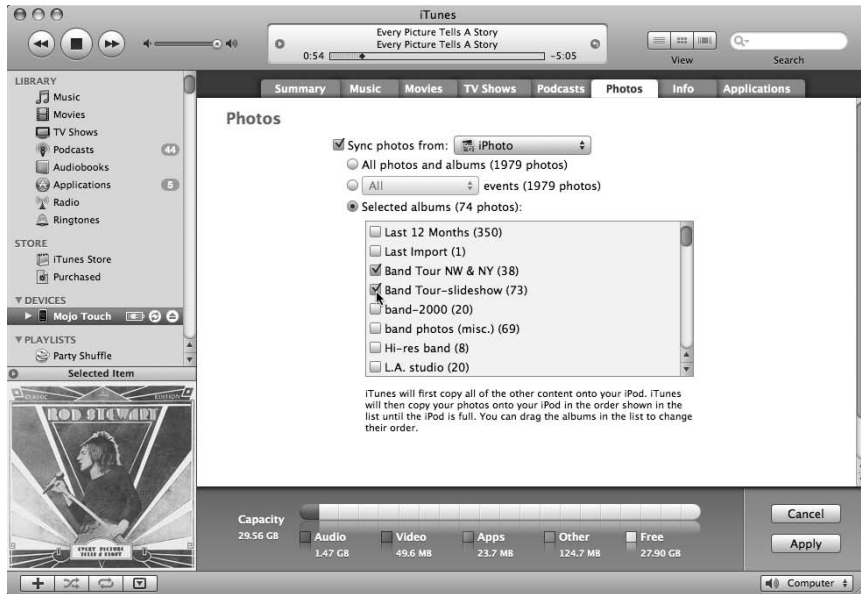 iTunes
Every Picture Tells A Story
Every Picture Tells A Story
0:54
-5:05
View
Search
LIBRARY
Music
Movies
TV Shows
Podcasts 44
Audiobooks
Applications 5
Radio
Ringtones
STORE
iTunes Store
Purchased
DEVICES
Mojo Touch
PLAYLISTS
Party Shuffle
Selected Item
CLASSIC EDITION
ROD STEWART
EVERY PICTURE
TELLS A STORY
Summary Music Movies TV Shows Podcasts Photos Info Applications
Photos
Sync photos from: iPhoto
All photos and albums (1979 photos)
All events (1979 photos)
Selected albums (74 photos):
Last 12 Months (350)
Last Import (1)
Band Tour NW & NY (38)
Band Tour-slideshow (73)
band-2000 (20)
band photos (misc.) (69)
Hi-res band (8)
L.A. studio (20)
iTunes will first copy all of the other content onto your iPod. iTunes
will then copy your photos onto your iPod in the order shown in the
list until the iPod is full. You can drag the albums in the list to change
their order.
Capacity
29.56 GB
Audio
1.47 GB
Video
49.6 MB
Apps
23.7 MB
Other
124.7 MB
Free
27.90 GB
Cancel
Apply
Computer